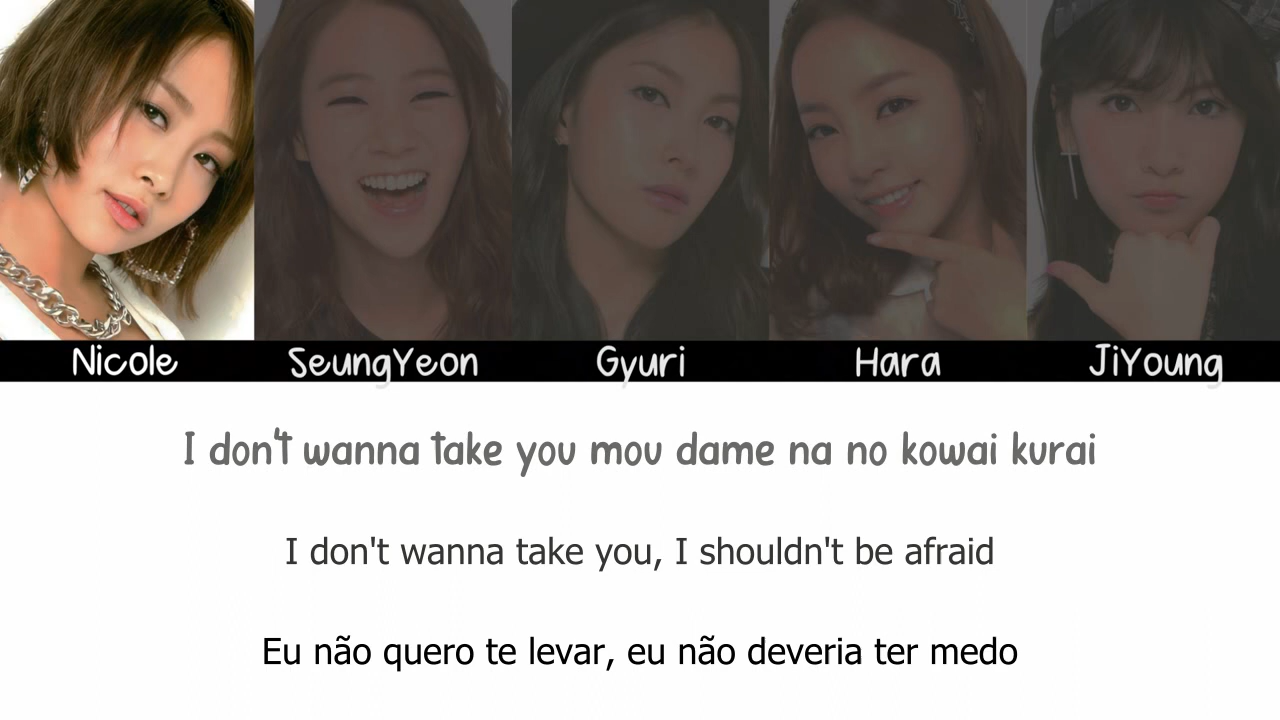 Nicole SeungYeon Gyuri Hara JiYoung
I don't wanna take you mou dame na no kowai kurai
I don't wanna take you, I shouldn't be afraid
Eu não quero te levar, eu não deveria ter medo